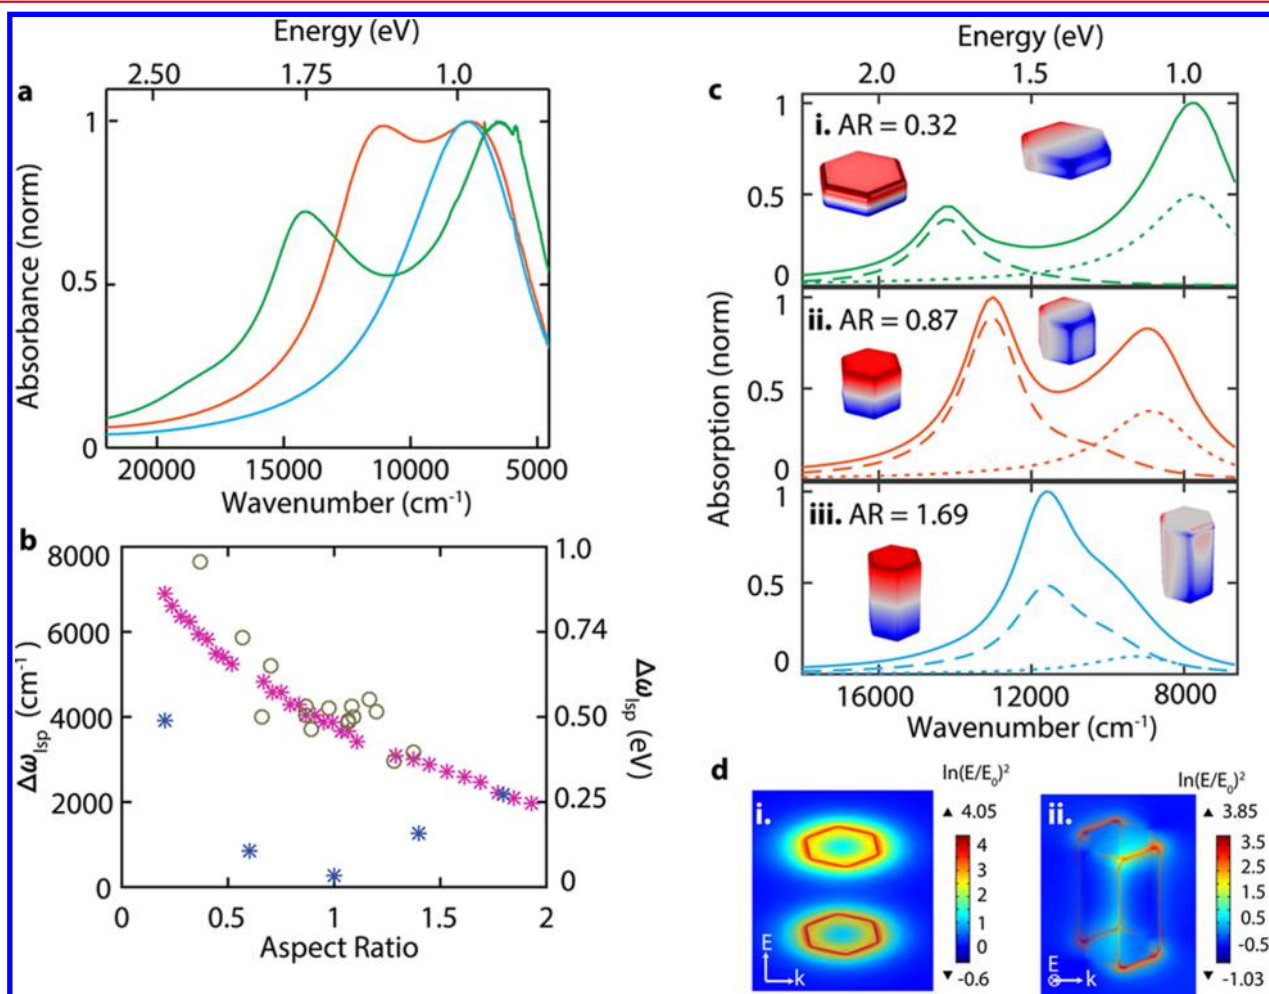 a
Energy (eV)
2.50 1.75 1.0
Absorbance (norm)
1
0.5
0
20000 15000 10000 5000
Wavenumber (cm⁻¹)
b
Δω_lsp (cm⁻¹)
8000
6000
4000
2000
0
1.0
0.74
0.50
0.25
0
Δω_lsp (eV)
0 0.5 1 1.5 2
Aspect Ratio
c
Energy (eV)
2.0 1.5 1.0
Absorption (norm)
1
0.5
0
i. AR = 0.32
1
0.5
0
ii. AR = 0.87
1
0.5
0
iii. AR = 1.69
16000 12000 8000
Wavenumber (cm⁻¹)
d
i.
E
k
ln(E/E₀)²
▲ 4.05
4
3
2
1
0
▼ -0.6
ii.
E
k
ln(E/E₀)²
▲ 3.85
3.5
2.5
1.5
0.5
-0.5
▼ -1.03